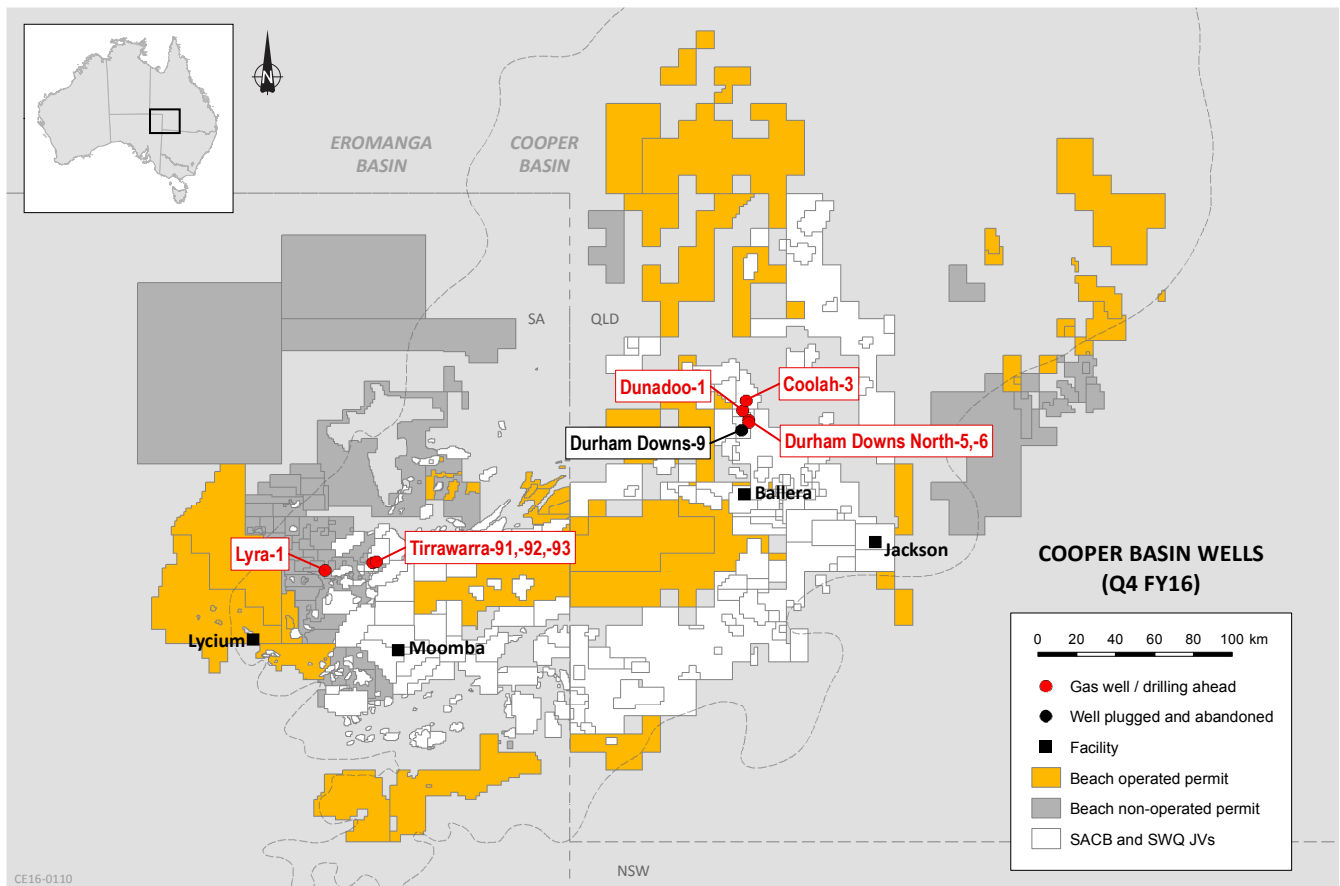 N
EROMANGA
BASIN
COOPER
BASIN
SA
QLD
Dunadoo-1
Coolah-3
Durham Downs-9
Durham Downs North-5,-6
Ballera
Jackson
Lyra-1
Tirrawarra-91,-92,-93
Lycium
Moomba
COOPER BASIN WELLS
(Q4 FY16)
0 20 40 60 80 100 km
Gas well / drilling ahead
Well plugged and abandoned
Facility
Beach operated permit
Beach non-operated permit
SACB and SWQ JVs
NSW
CE16-0110